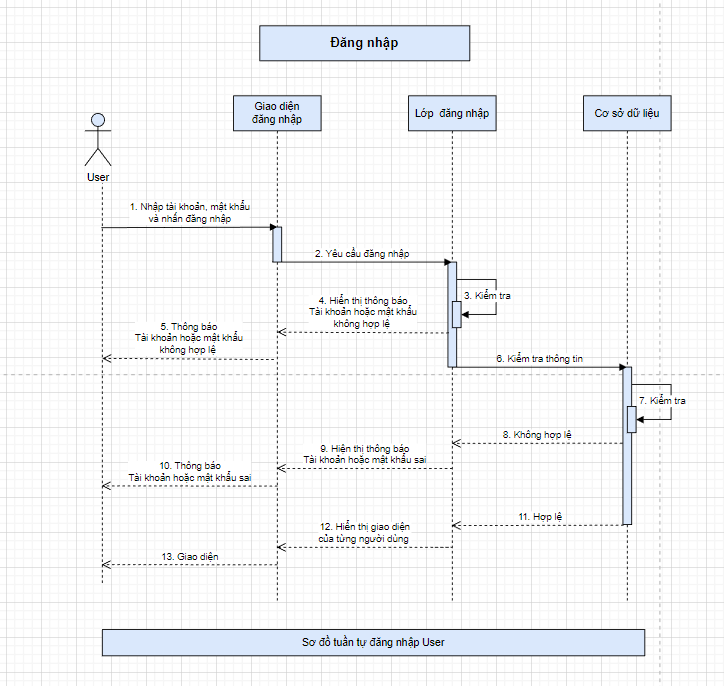 Đăng nhập
Giao diện
đăng nhập
Lớp đăng nhập
Cơ sở dữ liệu
User
1. Nhập tài khoản, mật khẩu
và nhấn đăng nhập
2. Yêu cầu đăng nhập
3. Kiểm tra
4. Hiển thị thông báo
Tài khoản hoặc mật khẩu
không hợp lệ
5. Thông báo
Tài khoản hoặc mật khẩu
không hợp lệ
6. Kiểm tra thông tin
7. Kiểm tra
8. Không hợp lệ
9. Hiện thị thông báo
Tài khoản hoặc mật khẩu sai
10. Thông báo
Tài khoản hoặc mật khẩu sai
11. Hợp lệ
12. Hiển thị giao diện
của từng người dùng
13. Giao diện
Sơ đồ tuần tự đăng nhập User